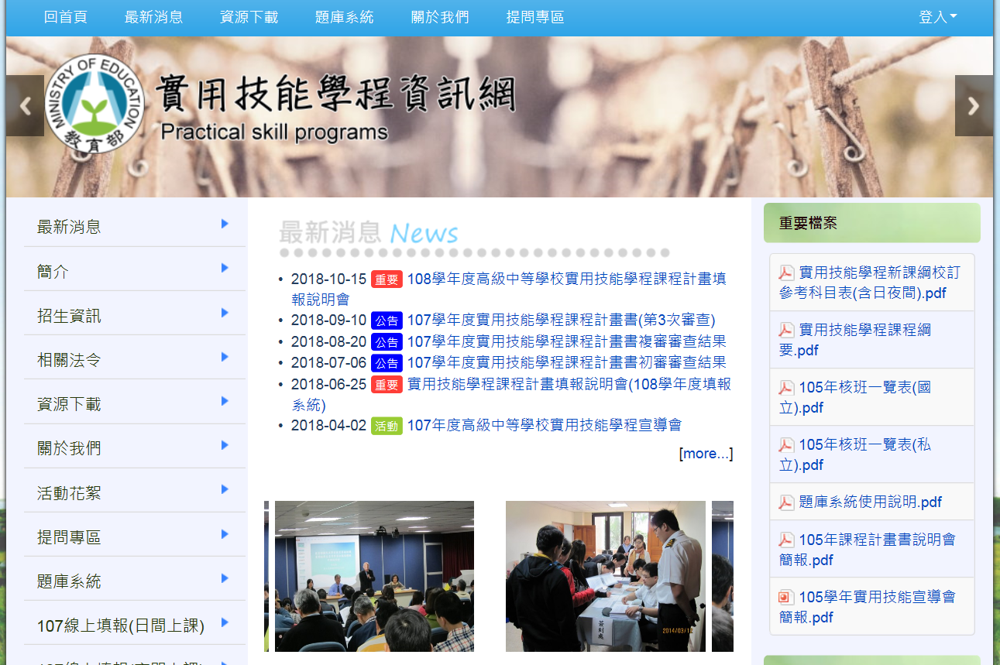 回首頁 最新消息 資源下載 題庫系統 關於我們 提問專區 登入
MINISTRY OF EDUCATION
教育部
實用技能學程資訊網
Practical skill programs
最新消息
簡介
招生資訊
相關法令
資源下載
關於我們
活動花絮
提問專區
題庫系統
107線上填報(日間上課)
最新消息 News
• 2018-10-15 重要 108學年度高級中等學校實用技能學程課程計畫填
報說明會
• 2018-09-10 公告 107學年度實用技能學程課程計畫書(第3次審查)
• 2018-08-20 公告 107學年度實用技能學程課程計畫書複審審查結果
• 2018-07-06 公告 107學年度實用技能學程課程計畫書初審審查結果
• 2018-06-25 重要 實用技能學程課程計畫填報說明會(108學年度填報
系統)
• 2018-04-02 活動 107年度高級中等學校實用技能學程宣導會
[more...]
簽到處
重要檔案
實用技能學程新課綱校訂
參考科目表(含日夜間).pdf
實用技能學程課程綱
要.pdf
105年核班一覽表(國
立).pdf
105年核班一覽表(私
立).pdf
題庫系統使用說明.pdf
105年課程計畫書說明會
簡報.pdf
105學年實用技能宣導會
簡報.pdf